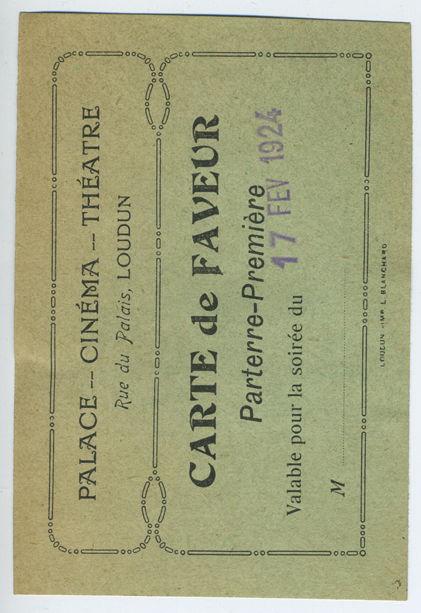 PALACE -- CINÉMA -- THÉATRE
Rue du Palais, LOUDUN
CARTE de FAVEUR
Parterre-Première
Valable pour la soirée du 17 FEV 1924
M
LOUDUN - IMP. L. BLANCHARD